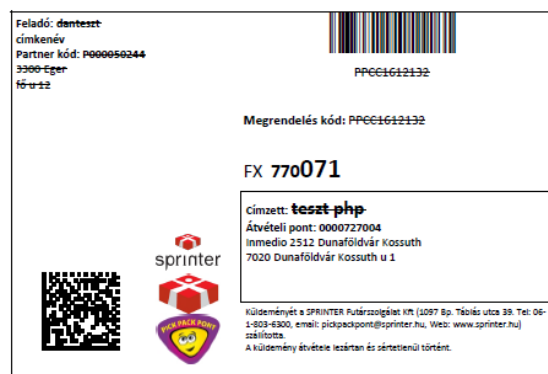 Feladó: danteszt
címkenév
Partner kód: P000050244
3300 Eger
fő u 12
PPCC1612132
Megrendelés kód: PPCC1612132
FX 770071
Címzett: teszt php
Átvételi pont: 0000727004
Inmedio 2512 Dunaföldvár Kossuth
7020 Dunaföldvár Kossuth u 1
sprinter
PICK PACK PONT
Küldeményét a SPRINTER Futárszolgálat Kft (1097 Bp. Táblás utca 39. Tel: 06-
1-803-6300, email: pickpackpont@sprinter.hu, Web: www.sprinter.hu)
szállította.
A küldemény átvétele lezártan és sértetlenül történt.